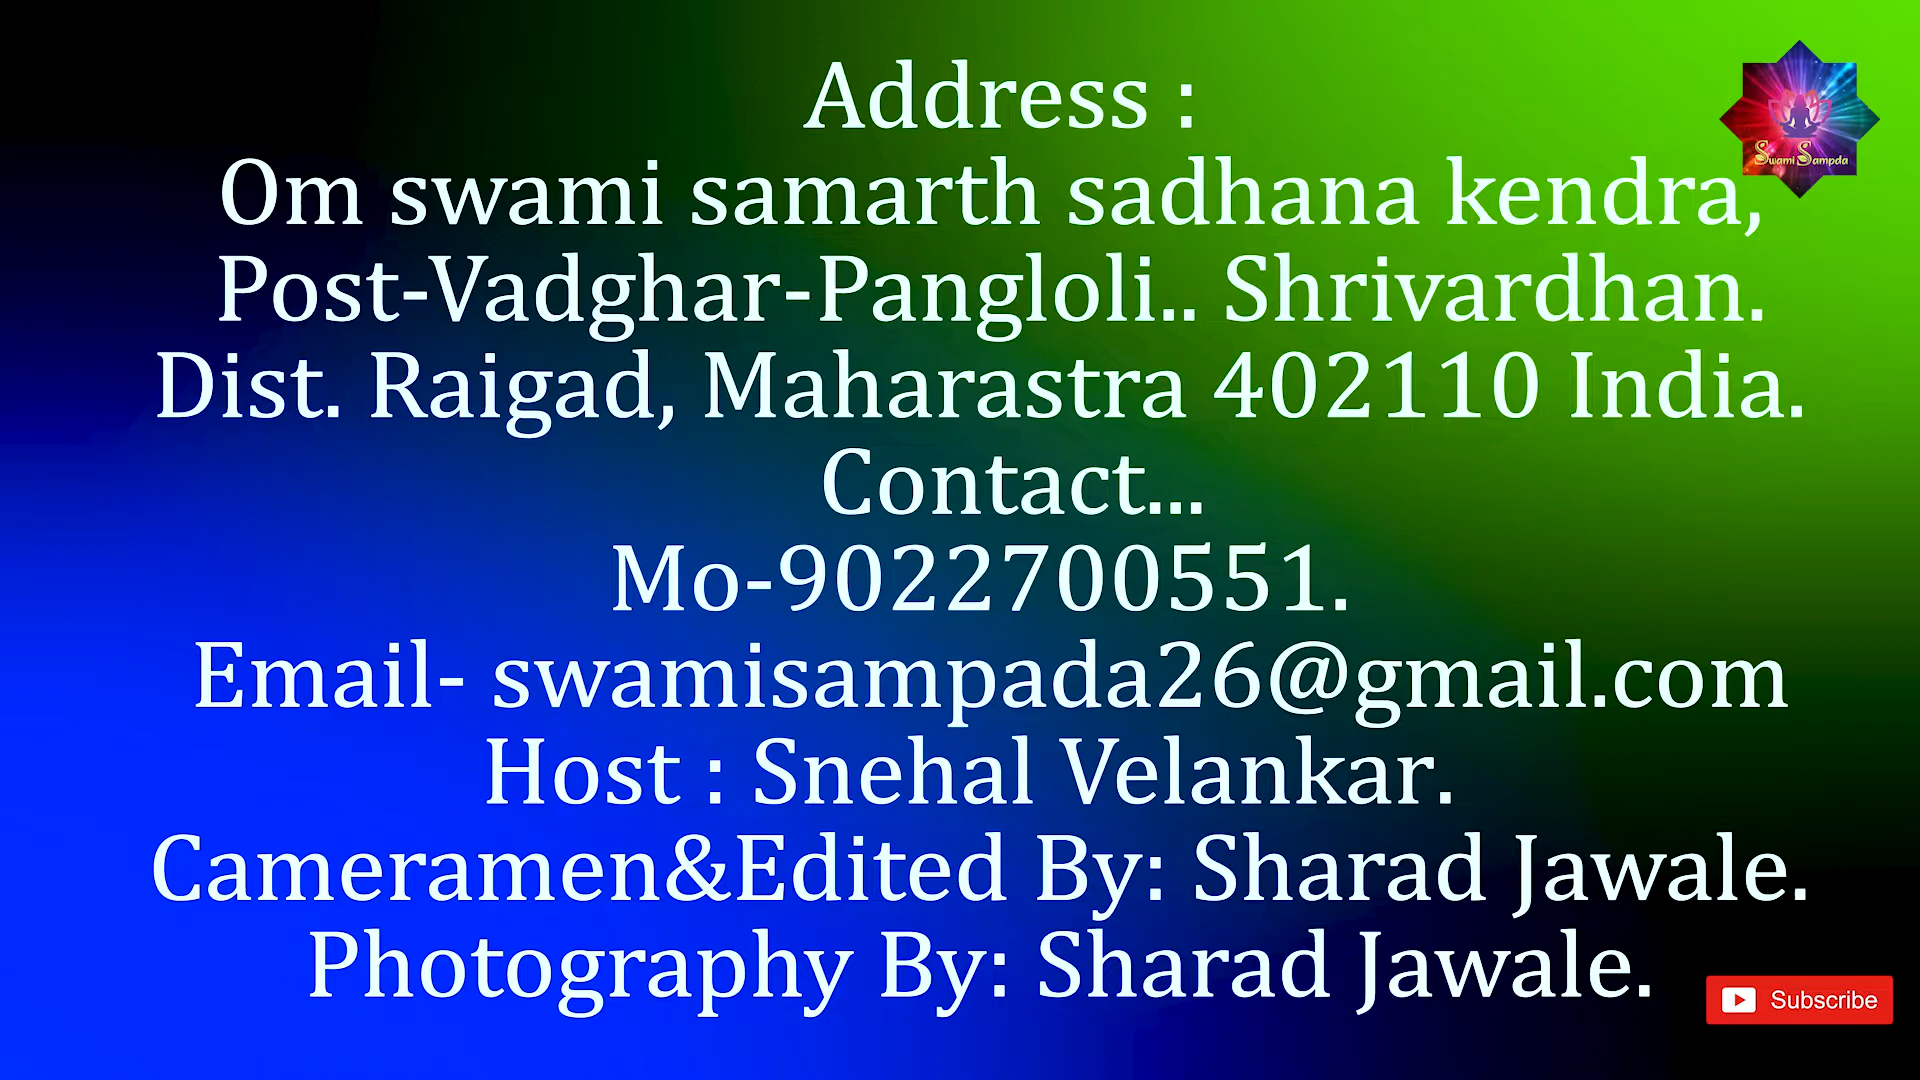 Address :
Swami Sampda
Om swami samarth sadhana kendra,
Post-Vadghar-Pangloli.. Shrivardhan.
Dist. Raigad, Maharastra 402110 India.
Contact...
Mo-9022700551.
Email- swamisampada26@gmail.com
Host : Snehal Velankar.
Cameramen&Edited By: Sharad Jawale.
Photography By: Sharad Jawale.
Subscribe